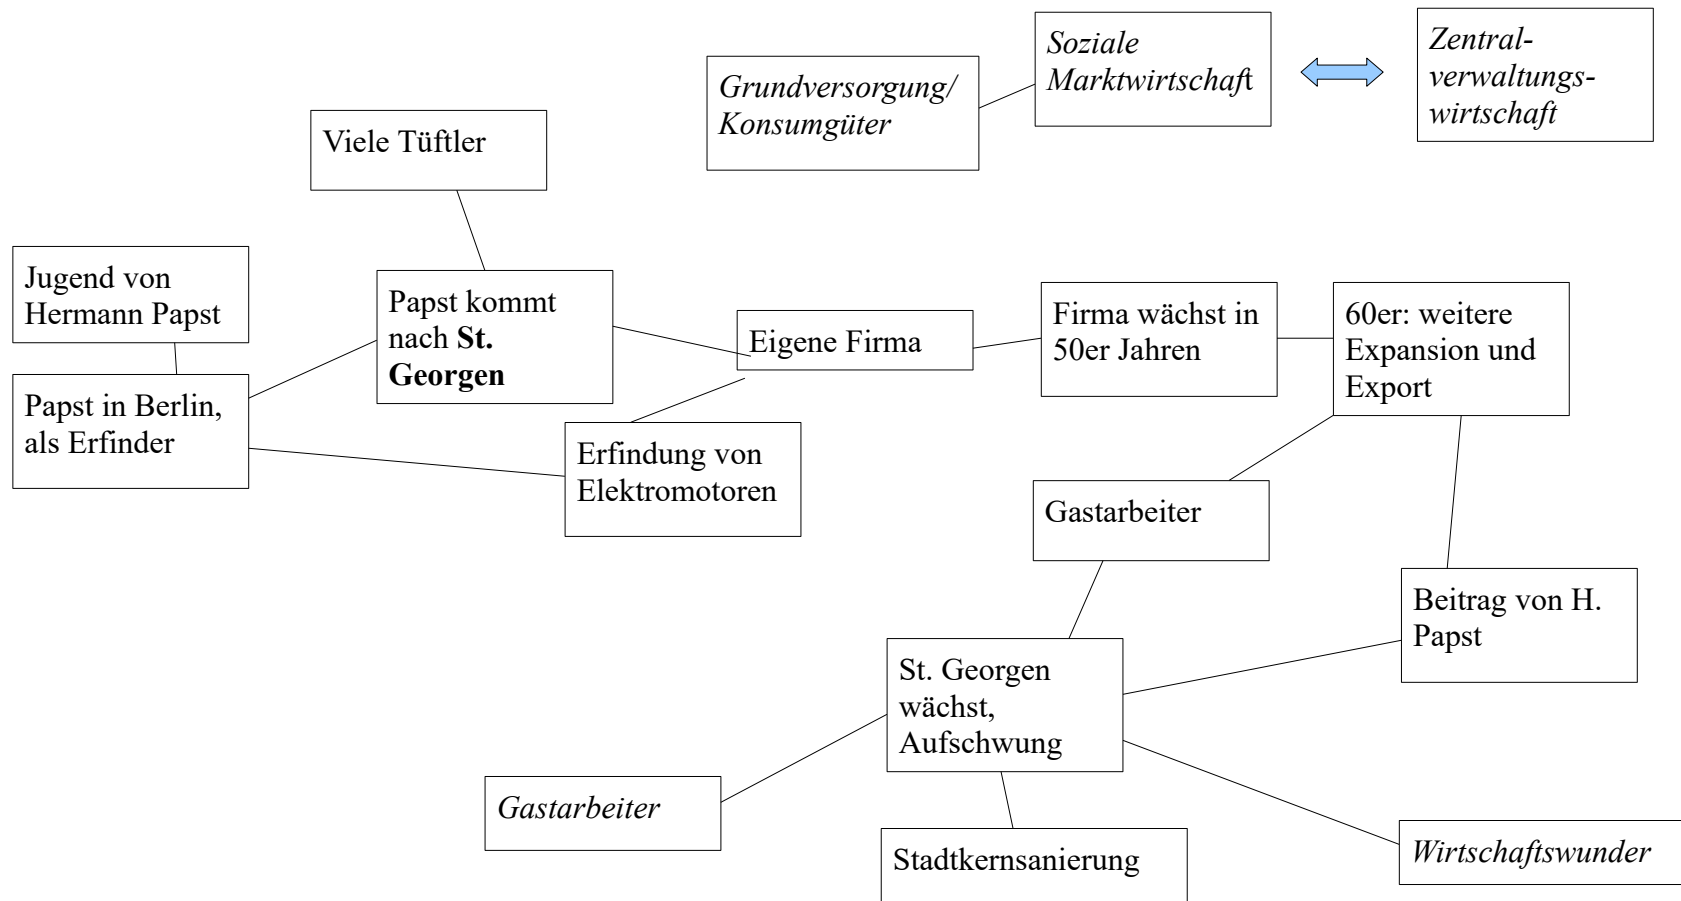 Soziale
Marktwirtschaft
Zentral-
verwaltungs-
wirtschaft
Grundversorgung/
Konsumgüter
Viele Tüftler
Jugend von
Hermann Papst
Papst kommt
nach St.
Georgen
Eigene Firma
Firma wächst in
50er Jahren
60er: weitere
Expansion und
Export
Papst in Berlin,
als Erfinder
Erfindung von
Elektromotoren
Gastarbeiter
Beitrag von H.
Papst
St. Georgen
wächst,
Aufschwung
Gastarbeiter
Stadtkernsanierung
Wirtschaftswunder